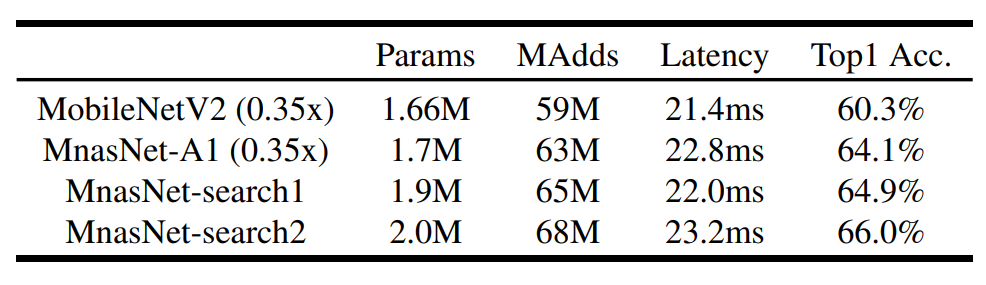 Params MAdds Latency Top1 Acc.
MobileNetV2 (0.35x) 1.66M 59M 21.4ms 60.3%
MnasNet-A1 (0.35x) 1.7M 63M 22.8ms 64.1%
MnasNet-search1 1.9M 65M 22.0ms 64.9%
MnasNet-search2 2.0M 68M 23.2ms 66.0%